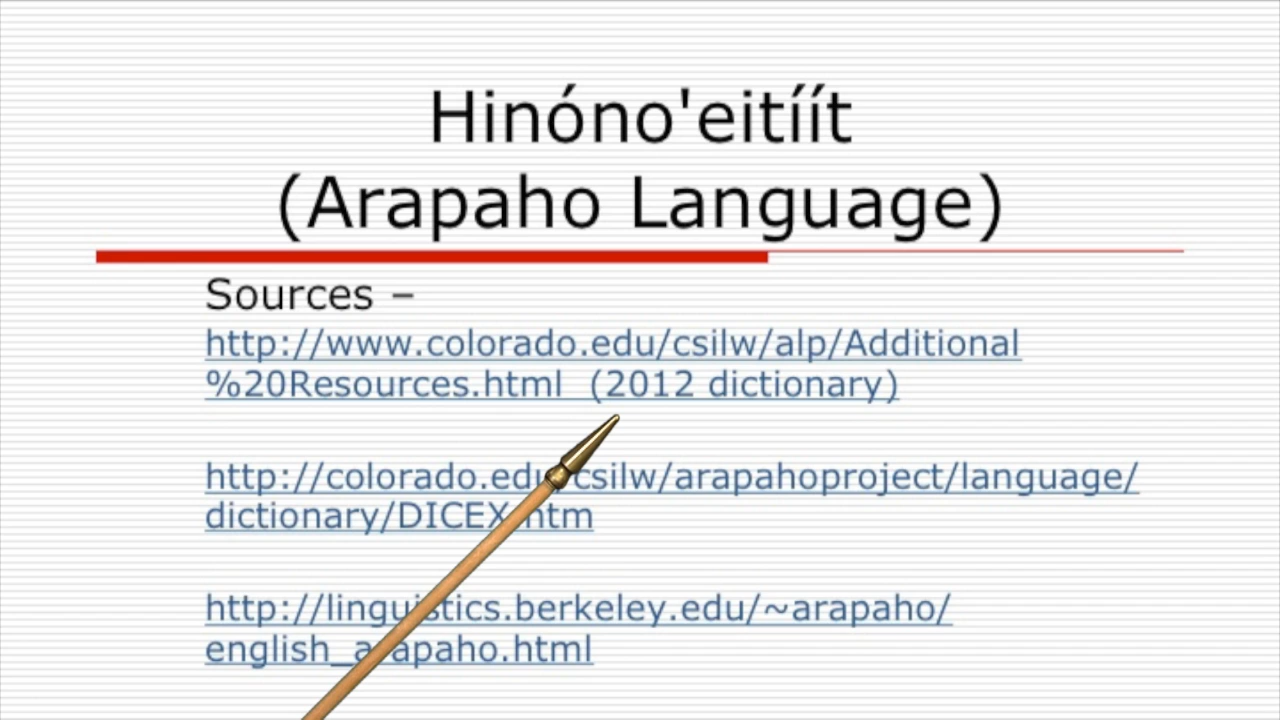 Hinóno'eitíít
(Arapaho Language)
Sources –
http://www.colorado.edu/csilw/alp/Additional
%20Resources.html  (2012 dictionary)
http://colorado.edu/csilw/arapahoproject/language/
dictionary/DICEX.htm
http://linguistics.berkeley.edu/~arapaho/
english_arapaho.html